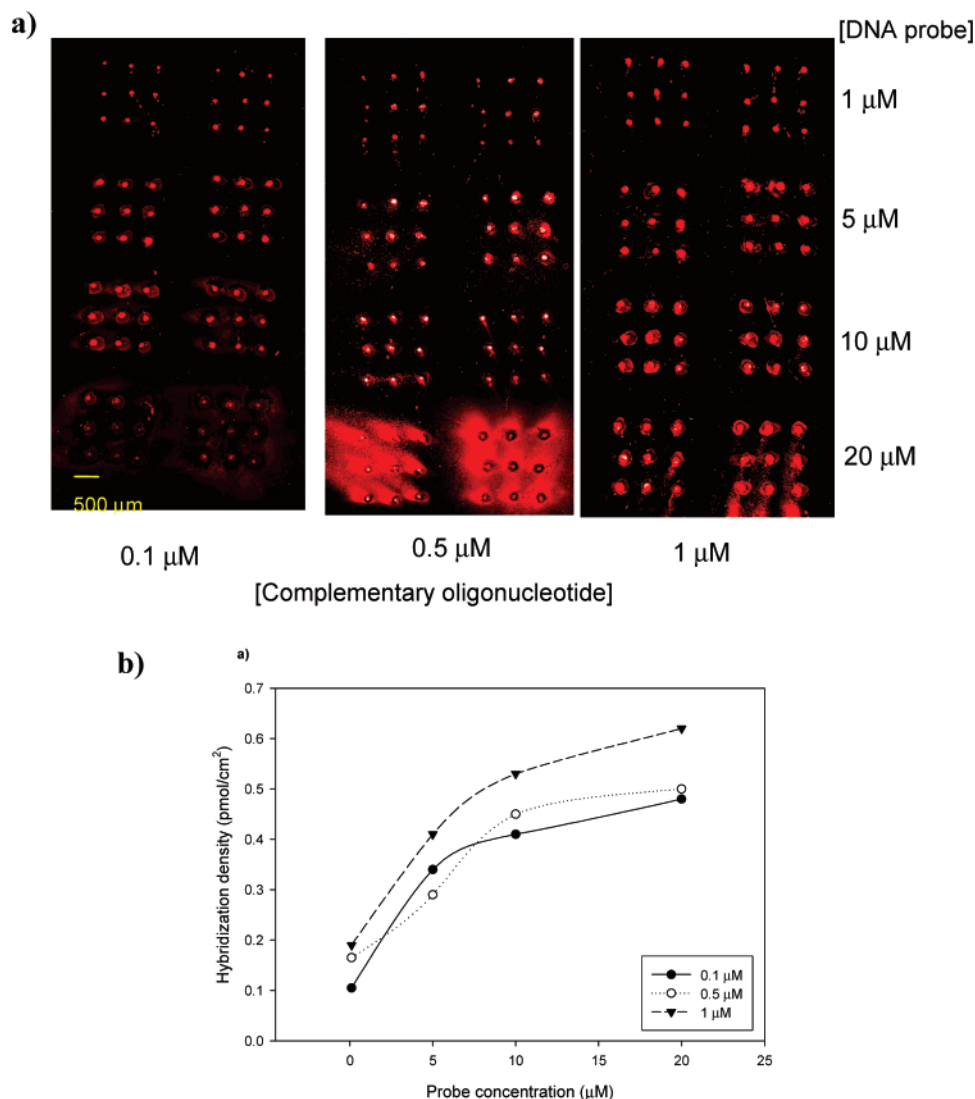 a)
[DNA probe]
1 μM
5 μM
10 μM
20 μM
500 μm
0.1 μM
0.5 μM
1 μM
[Complementary oligonucleotide]
b)
a)
0.7
0.6
0.5
0.4
0.3
0.2
0.1
0.0
Hybridization density (pmol/cm²)
0
5
10
15
20
25
Probe concentration (μM)
0.1 μM
0.5 μM
1 μM